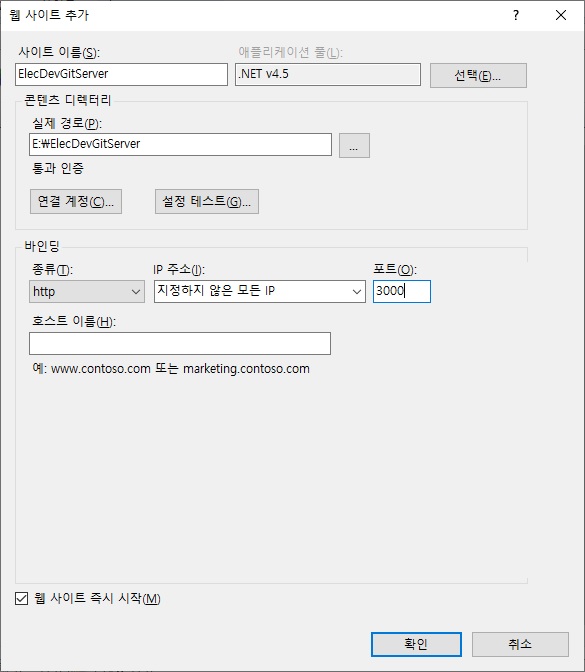 웹 사이트 추가
?
사이트 이름(S): 애플리케이션 풀(L):
ElecDevGitServer .NET v4.5 선택(E)...
콘텐츠 디렉터리
실제 경로(P):
E:₩ElecDevGitServer ...
통과 인증
연결 계정(C)... 설정 테스트(G)...
바인딩
종류(T): IP 주소(I): 포트(O):
http 지정하지 않은 모든 IP 3000
호스트 이름(H):
예: www.contoso.com 또는 marketing.contoso.com
웹 사이트 즉시 시작(M)
확인 취소